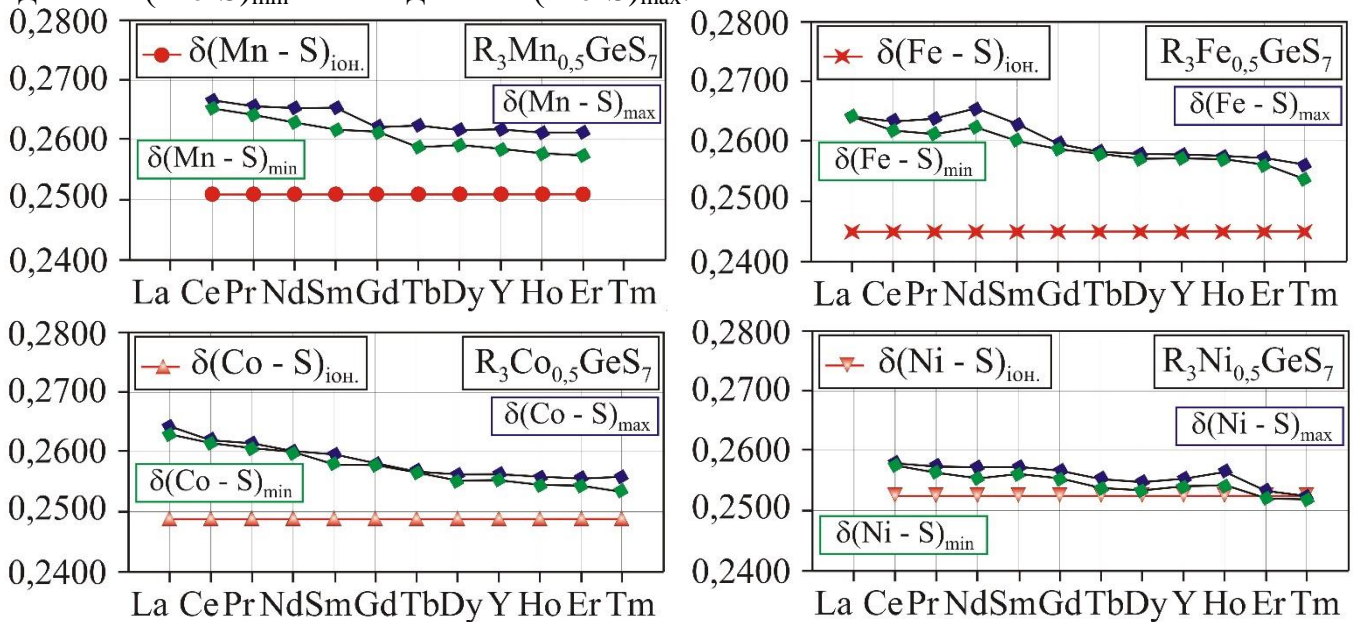 δ(Mn - S)іон.
R3Mn0,5GeS7
δ(Mn - S)max
δ(Mn - S)min
0,2800
0,2700
0,2600
0,2500
0,2400
La Ce Pr Nd Sm Gd Tb Dy Y Ho Er Tm
δ(Fe - S)іон.
R3Fe0,5GeS7
δ(Fe - S)max
δ(Fe - S)min
0,2800
0,2700
0,2600
0,2500
0,2400
La Ce Pr Nd Sm Gd Tb Dy Y Ho Er Tm
δ(Co - S)іон.
R3Co0,5GeS7
δ(Co - S)max
δ(Co - S)min
0,2800
0,2700
0,2600
0,2500
0,2400
La Ce Pr Nd Sm Gd Tb Dy Y Ho Er Tm
δ(Ni - S)іон.
R3Ni0,5GeS7
δ(Ni - S)max
δ(Ni - S)min
0,2800
0,2700
0,2600
0,2500
0,2400
La Ce Pr Nd Sm Gd Tb Dy Y Ho Er Tm